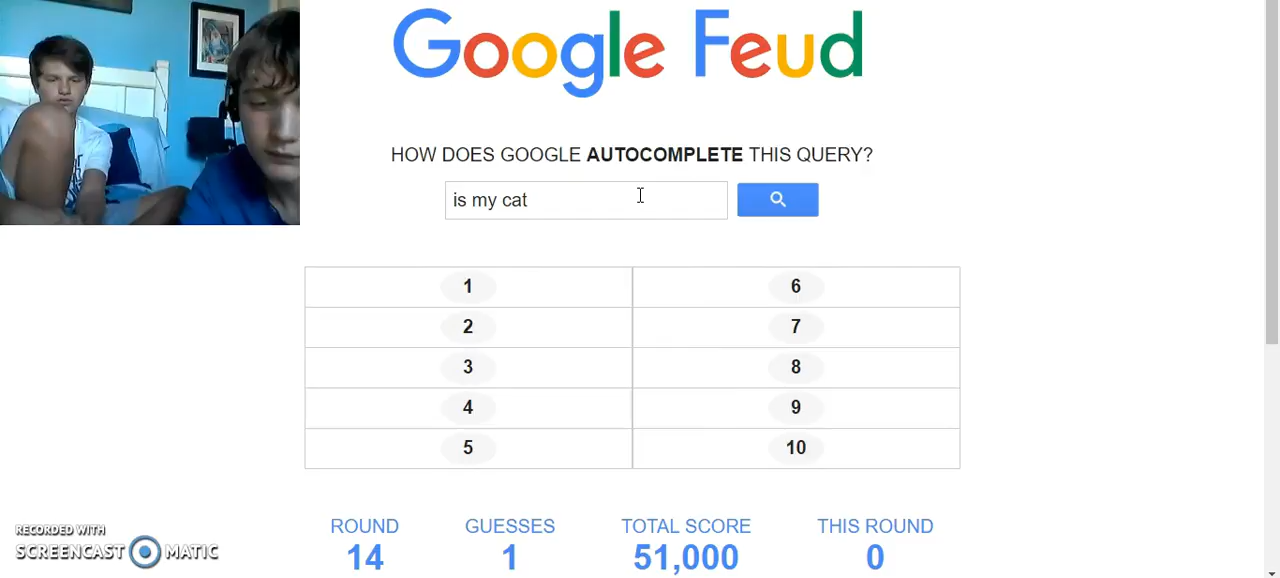 Google Feud
HOW DOES GOOGLE AUTOCOMPLETE THIS QUERY?
is my cat
1 6
2 7
3 8
4 9
5 10
ROUND GUESSES TOTAL SCORE THIS ROUND
14 1 51,000 0
RECORDED WITH
SCREENCAST MATIC